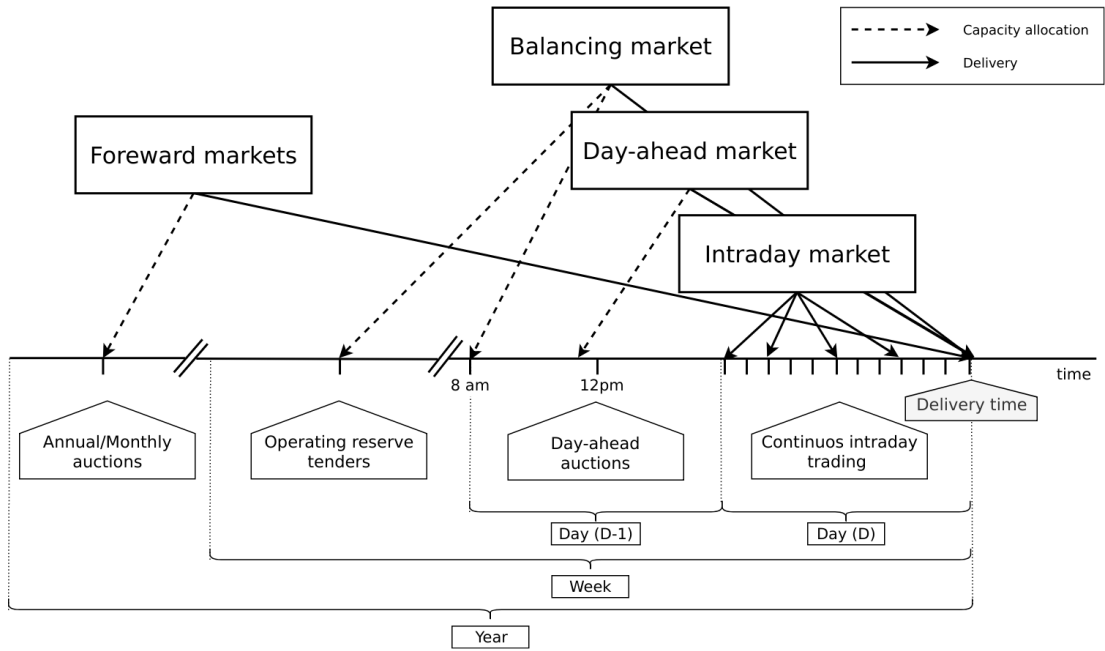 Balancing market
Capacity allocation
Delivery
Day-ahead market
Foreward markets
Intraday market
8 am
12pm
time
Delivery time
Annual/Monthly
auctions
Operating reserve
tenders
Day-ahead
auctions
Continuos intraday
trading
Day (D-1)
Day (D)
Week
Year